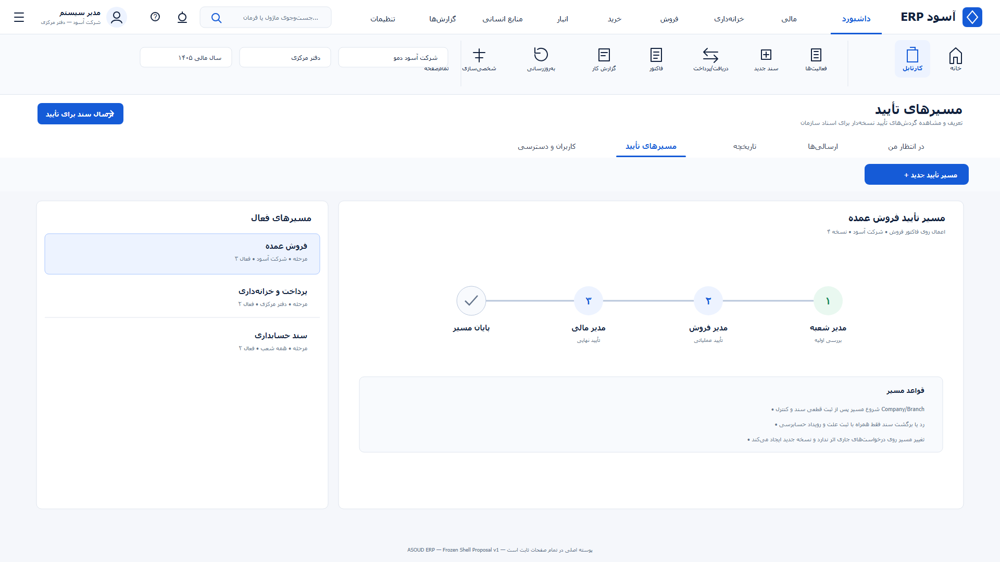 آسود ERP
داشبورد
مالی
خزانه‌داری
فروش
خرید
انبار
منابع انسانی
گزارش‌ها
تنظیمات
جست‌وجوی ماژول یا فرمان...
?
مدیر سیستم
شرکت آسود — دفتر مرکزی
خانه
کارتابل
فعالیت‌ها
سند جدید
دریافت/پرداخت
فاکتور
گزارش کار
به‌روزرسانی
شخصی‌سازی
تمام‌صفحه
شرکت آسود دمو
دفتر مرکزی
سال مالی ۱۴۰۵
مسیرهای تأیید
تعریف و مشاهده گردش‌های تأیید نسخه‌دار برای اسناد سازمان
ارسال سند برای تأیید
در انتظار من
ارسالی‌ها
تاریخچه
مسیرهای تأیید
کاربران و دسترسی
مسیر تأیید جدید +
مسیر تأیید فروش عمده
اعمال روی فاکتور فروش • شرکت آسود • نسخه ۴
۱
۲
۳
مدیر شعبه
بررسی اولیه
مدیر فروش
تأیید عملیاتی
مدیر مالی
تأیید نهایی
پایان مسیر
قواعد مسیر
Company/Branch شروع مسیر پس از ثبت قطعی سند و کنترل •
رد یا برگشت سند فقط همراه با ثبت علت و رویداد حسابرسی •
تغییر مسیر روی درخواست‌های جاری اثر ندارد و نسخه جدید ایجاد می‌کند •
مسیرهای فعال
فروش عمده
مرحله • شرکت آسود • فعال ۳
پرداخت و خزانه‌داری
مرحله • دفتر مرکزی • فعال ۲
سند حسابداری
مرحله • همه شعب • فعال ۲
ASOUD ERP — Frozen Shell Proposal v1 — پوسته اصلی در تمام صفحات ثابت است